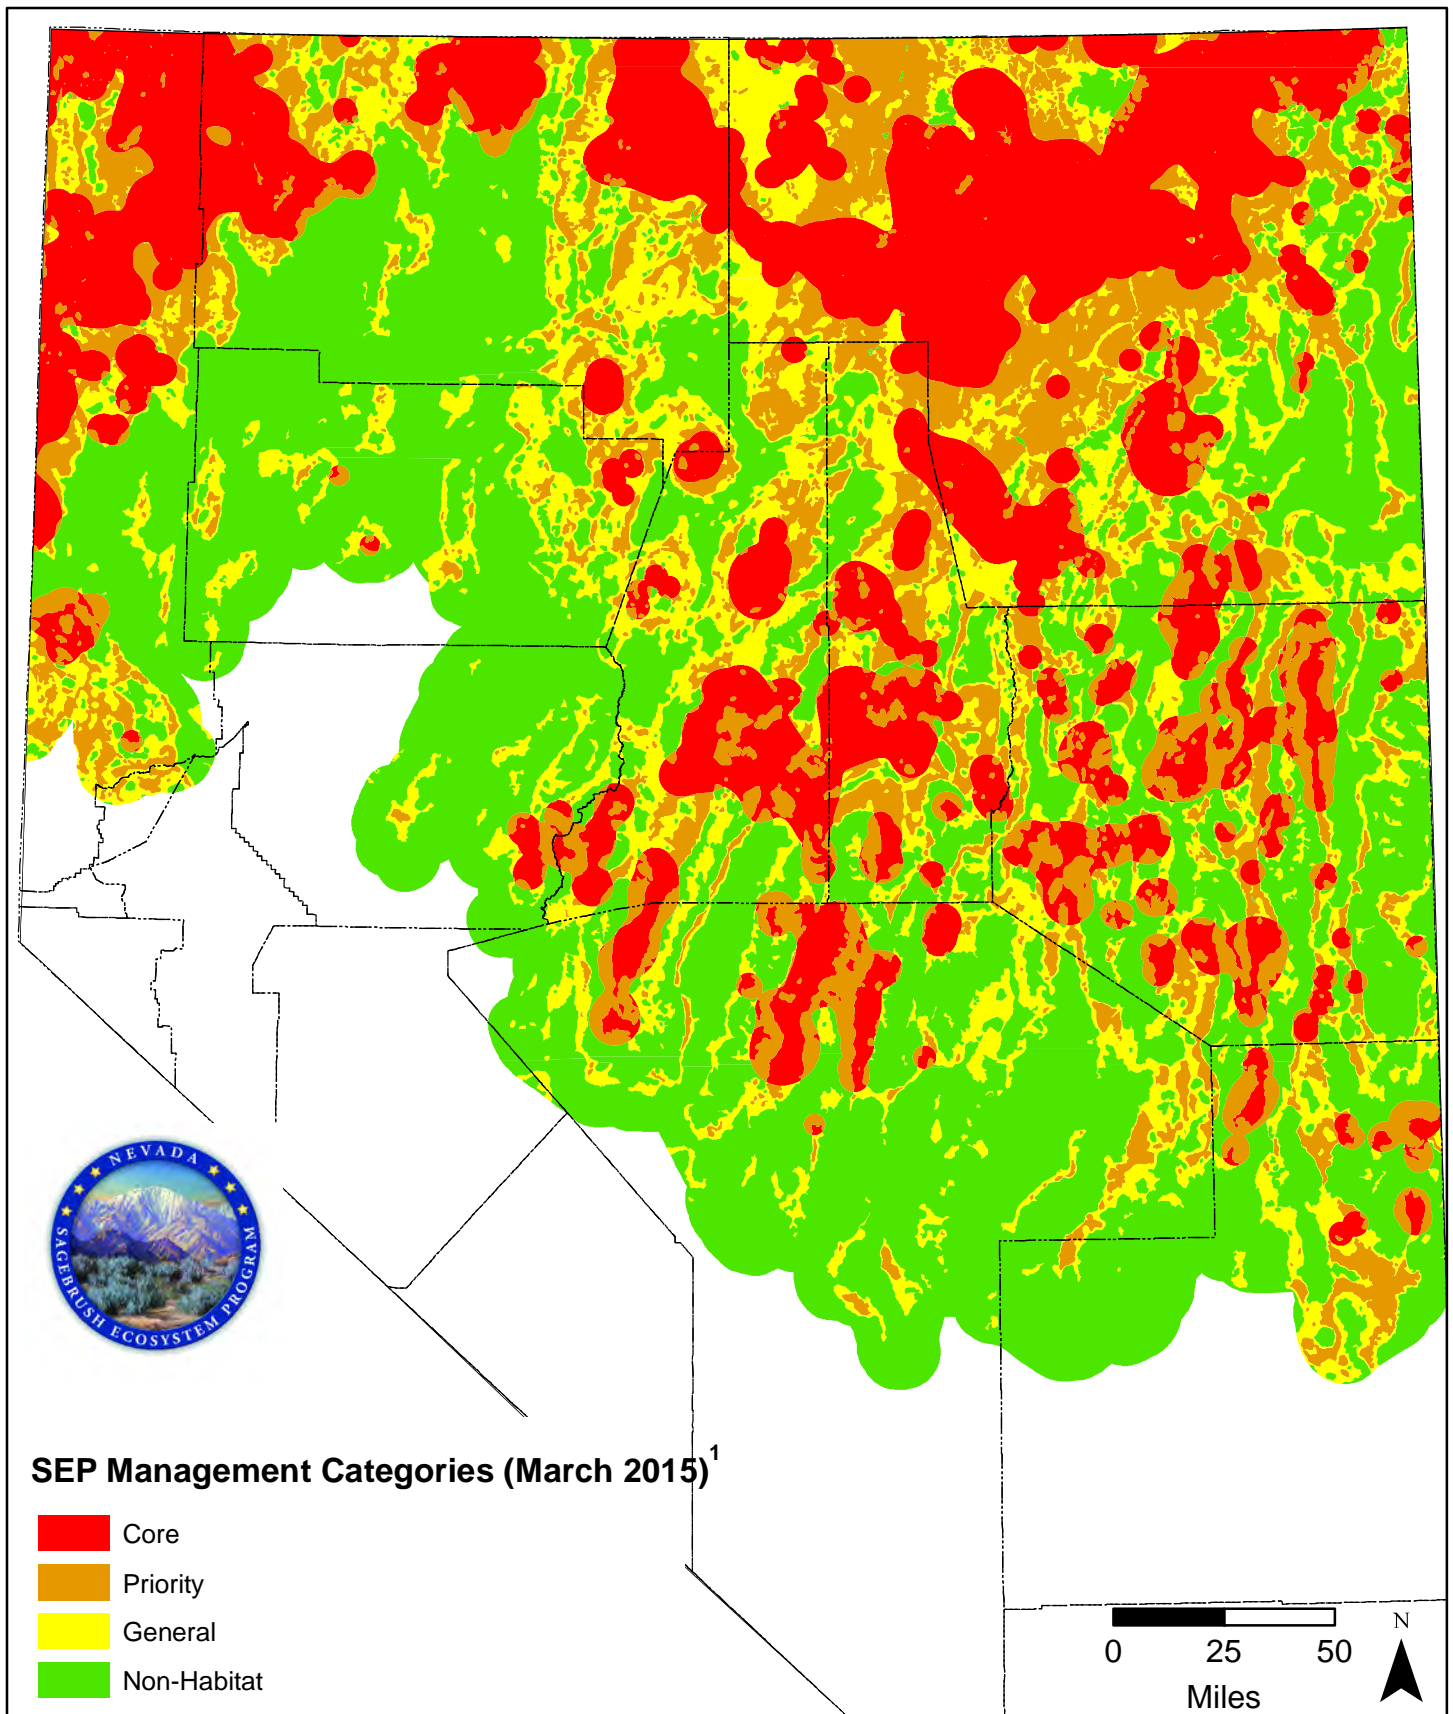 NEVADA
SAGEBRUSH ECOSYSTEM PROGRAM
SEP Management Categories (March 2015)1
Core
Priority
General
Non-Habitat
N
0 25 50
Miles